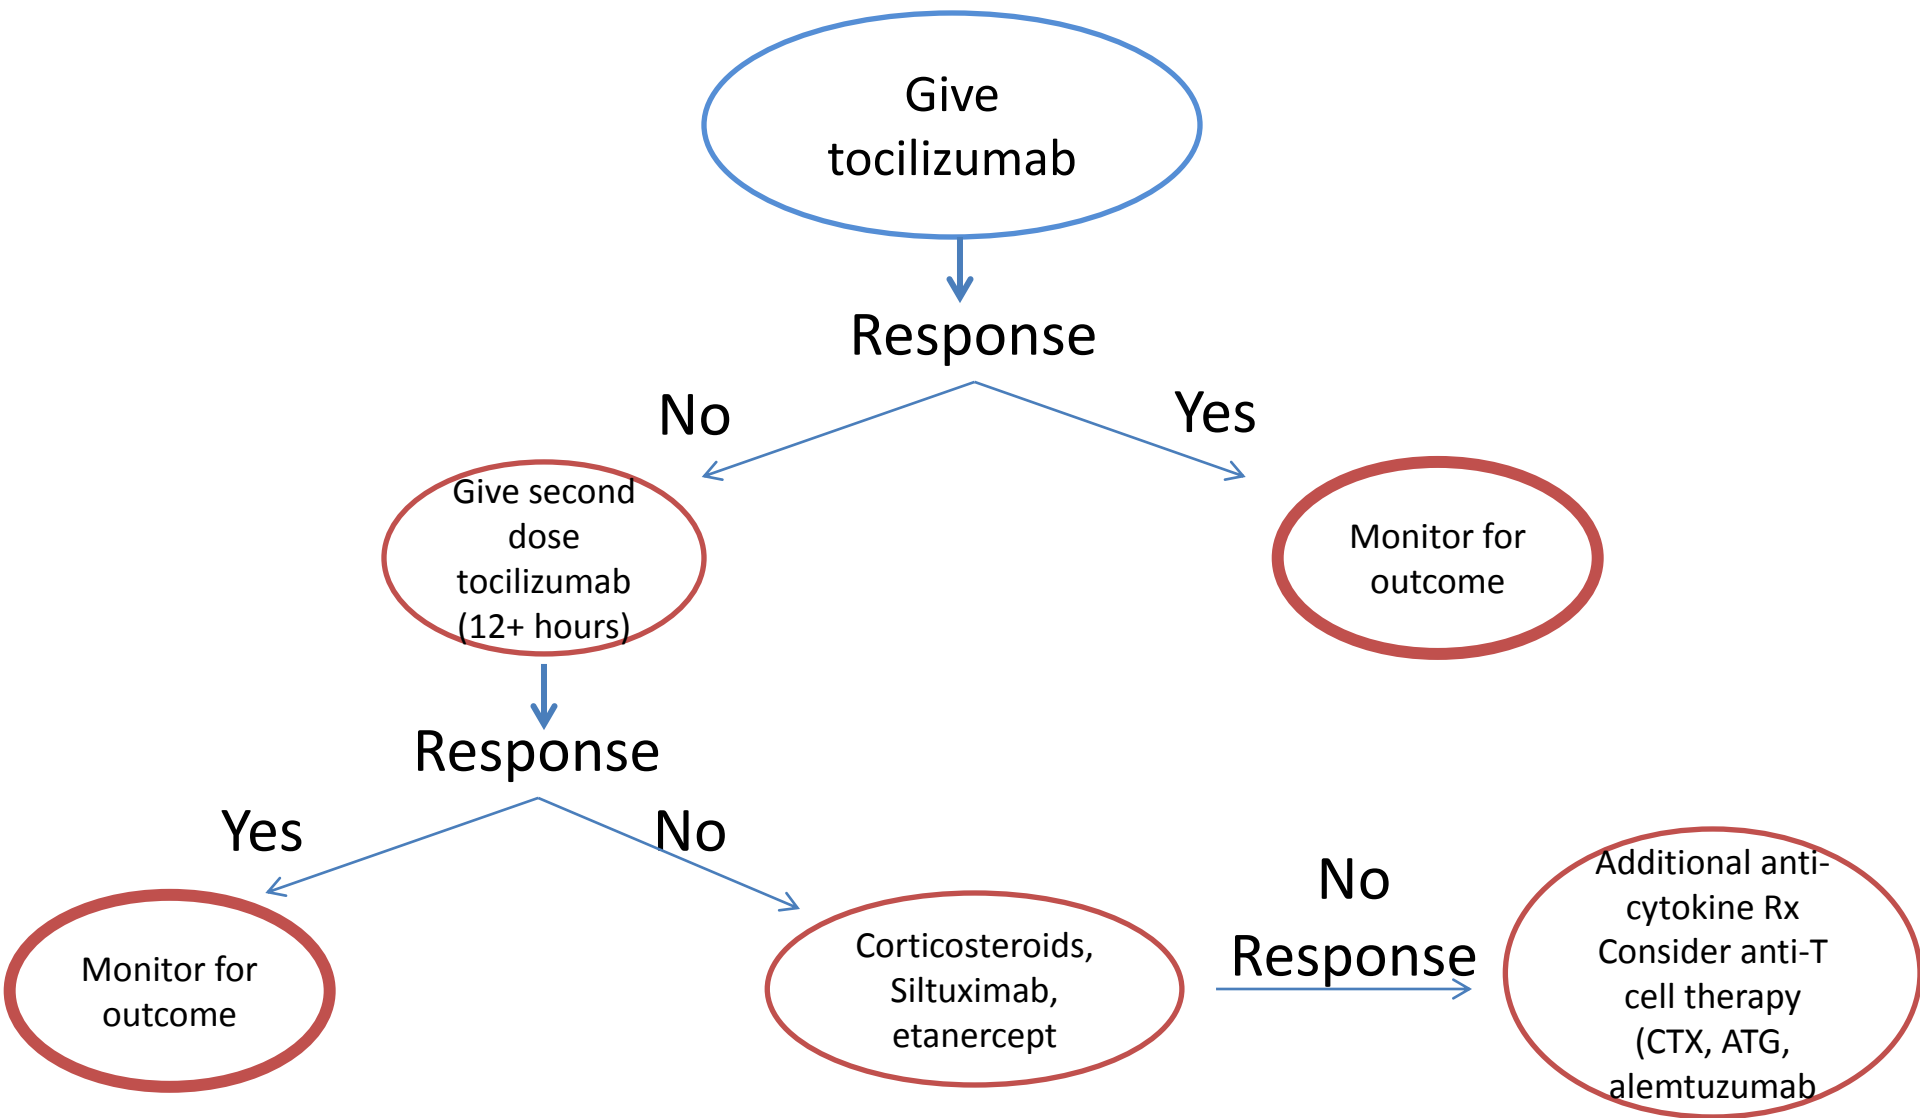 Give
tocilizumab
Response
No
Yes
Give second
dose
tocilizumab
(12+ hours)
Monitor for
outcome
Response
Yes
No
Monitor for
outcome
Corticosteroids,
Siltuximab,
etanercept
No
Response
Additional anti-
cytokine Rx
Consider anti-T
cell therapy
(CTX, ATG,
alemtuzumab